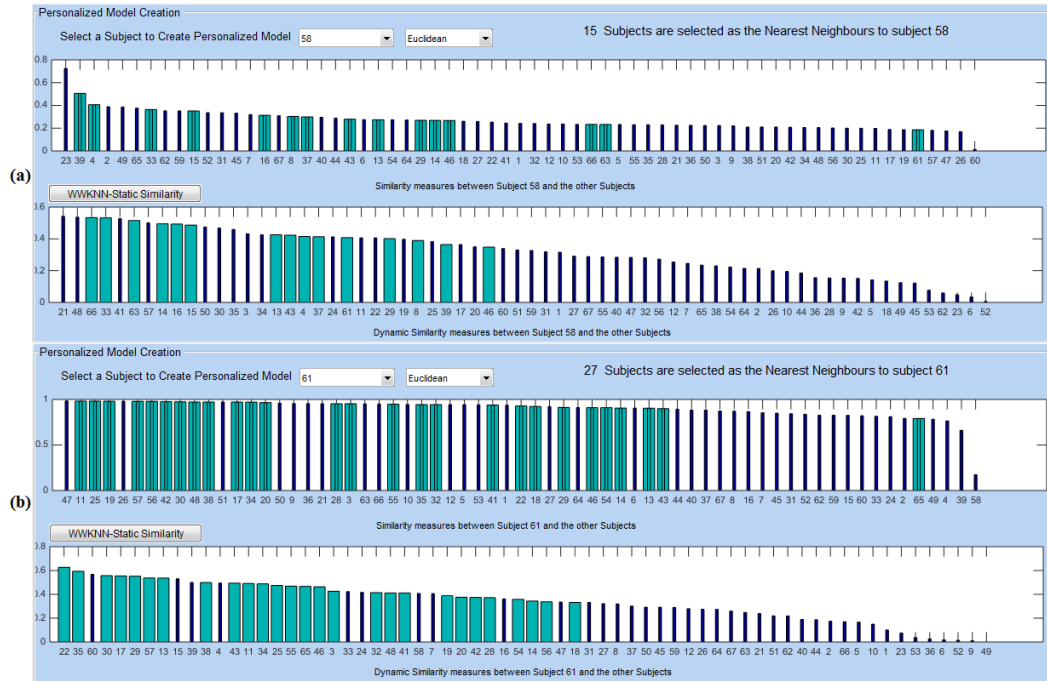 Personalized Model Creation
Select a Subject to Create Personalized Model 58 Euclidean 15 Subjects are selected as the Nearest Neighbours to subject 58
0.8
0.6
0.4
0.2
0
23 39 4 2 49 65 33 62 59 15 52 31 45 7 16 67 8 37 40 44 43 6 13 54 64 29 14 46 18 27 22 41 1 32 12 10 53 66 63 5 55 35 28 21 36 50 3 9 38 51 20 42 34 48 56 24 30 26 25 11 17 19 61 57 47 26 60
(a)
Similarity measures between Subject 58 and the other Subjects
WWKNN-Static Similarity
0.6
0.4
0.2
0
21 48 66 33 41 63 57 14 16 15 50 30 35 3 34 13 43 4 37 24 61 11 22 29 19 8 25 39 17 20 46 60 51 59 31 1 27 67 55 40 47 32 56 12 7 65 38 54 64 2 26 10 44 36 28 9 42 5 18 49 45 53 62 23 6 52
Dynamic Similarity measures between Subject 58 and the other Subjects
Personalized Model Creation
Select a Subject to Create Personalized Model 61 Euclidean 27 Subjects are selected as the Nearest Neighbours to subject 61
1
0.5
0
47 11 25 19 26 57 56 42 30 48 38 51 17 34 20 50 9 36 21 28 3 63 66 55 10 35 32 12 5 53 41 1 22 18 27 29 64 46 54 14 6 13 43 44 40 37 67 8 16 7 45 31 52 62 59 15 60 33 24 2 65 49 4 39 58
(b)
Similarity measures between Subject 61 and the other Subjects
WWKNN-Static Similarity
0.8
0.6
0.4
0.2
0
22 35 60 30 17 29 57 13 15 39 38 4 43 11 34 25 55 65 46 3 33 24 32 48 41 58 7 19 20 42 28 16 54 14 56 47 18 31 27 8 37 50 45 59 12 26 64 67 63 21 51 62 40 44 2 66 5 10 1 23 53 36 6 52 9 49
Dynamic Similarity measures between Subject 61 and the other Subjects